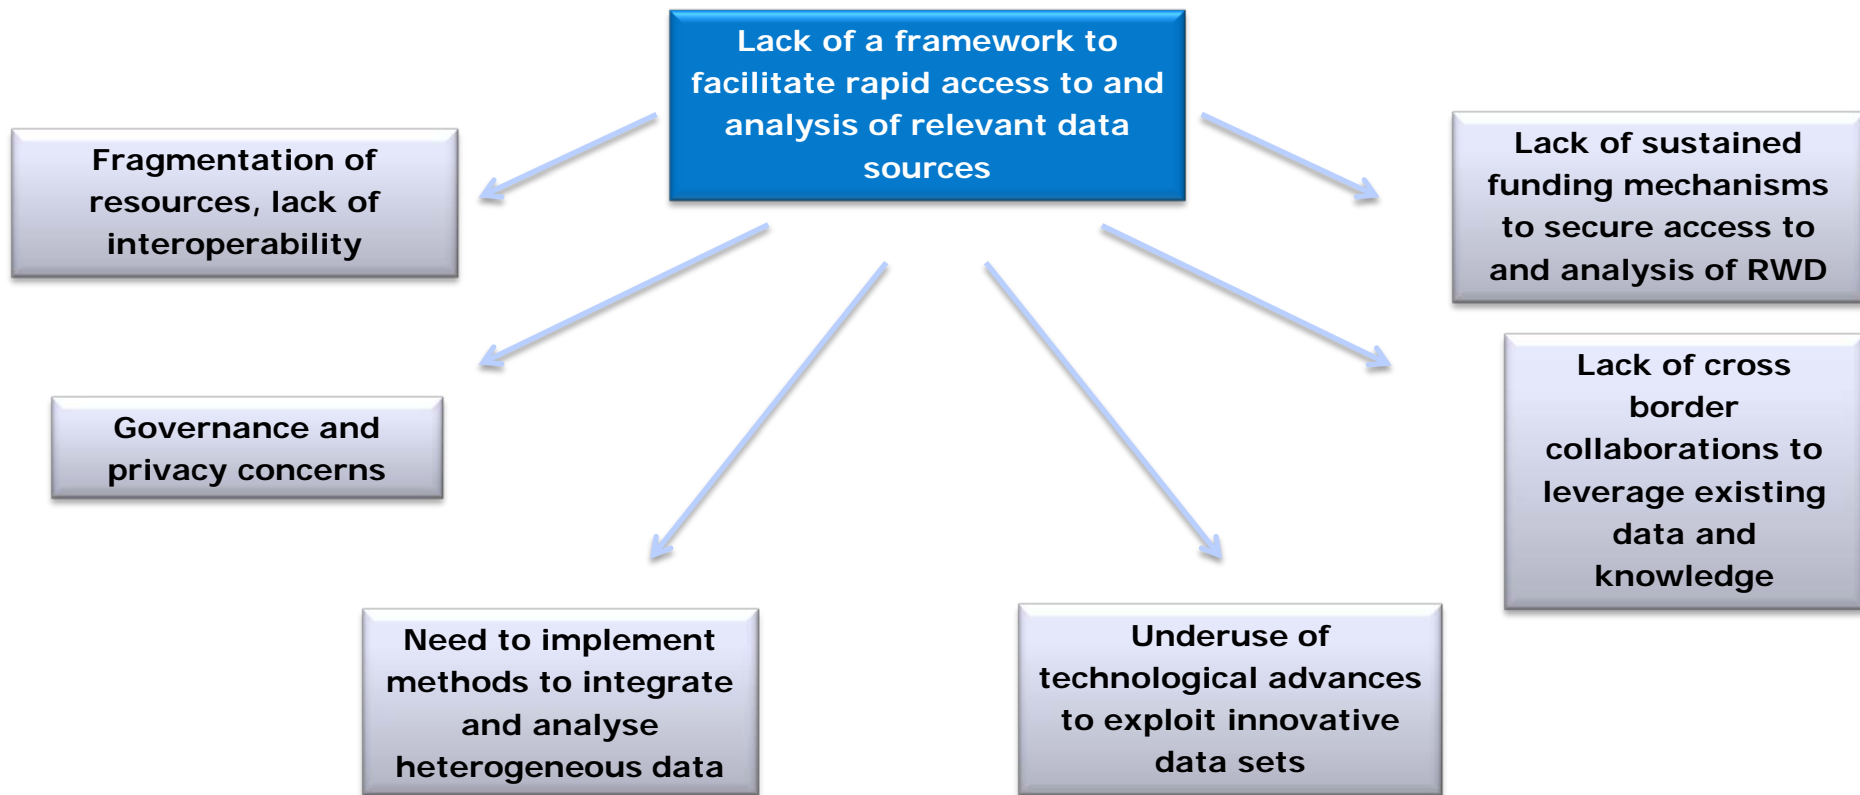 Lack of a framework to
facilitate rapid access to and
analysis of relevant data
sources
Fragmentation of
resources, lack of
interoperability
Lack of sustained
funding mechanisms
to secure access to
and analysis of RWD
Governance and
privacy concerns
Lack of cross
border
collaborations to
leverage existing
data and
knowledge
Need to implement
methods to integrate
and analyse
heterogeneous data
Underuse of
technological advances
to exploit innovative
data sets